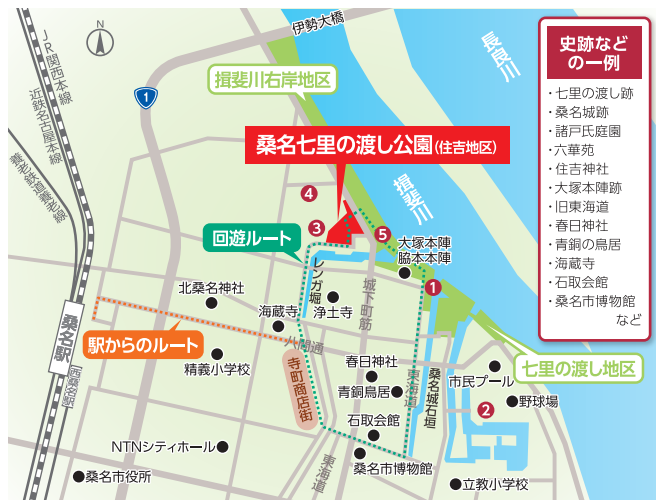 伊勢大橋
N
JR関西本線
近鉄名古屋本線
養老鉄道養老線
1
揖斐川右岸地区
長良川
揖斐川
桑名七里の渡し公園(住吉地区)
史跡など
の一例
・七里の渡し跡
・桑名城跡
・諸戸氏庭園
・六華苑
・住吉神社
・大塚本陣跡
・旧東海道
・春日神社
・青銅の鳥居
・海蔵寺
・石取会館
・桑名市博物館
など
4
3
5
回遊ルート
大塚本陣
脇本本陣
1
レンガ堀
城下町筋
北桑名神社
海蔵寺
浄土寺
桑名駅
西桑名駅
駅からのルート
八間通
精義小学校
寺町商店街
春日神社
青銅鳥居
東海道
桑名城石垣
七里の渡し地区
市民プール
2
野球場
石取会館
NTNシティホール
桑名市博物館
東海道
桑名市役所
立教小学校